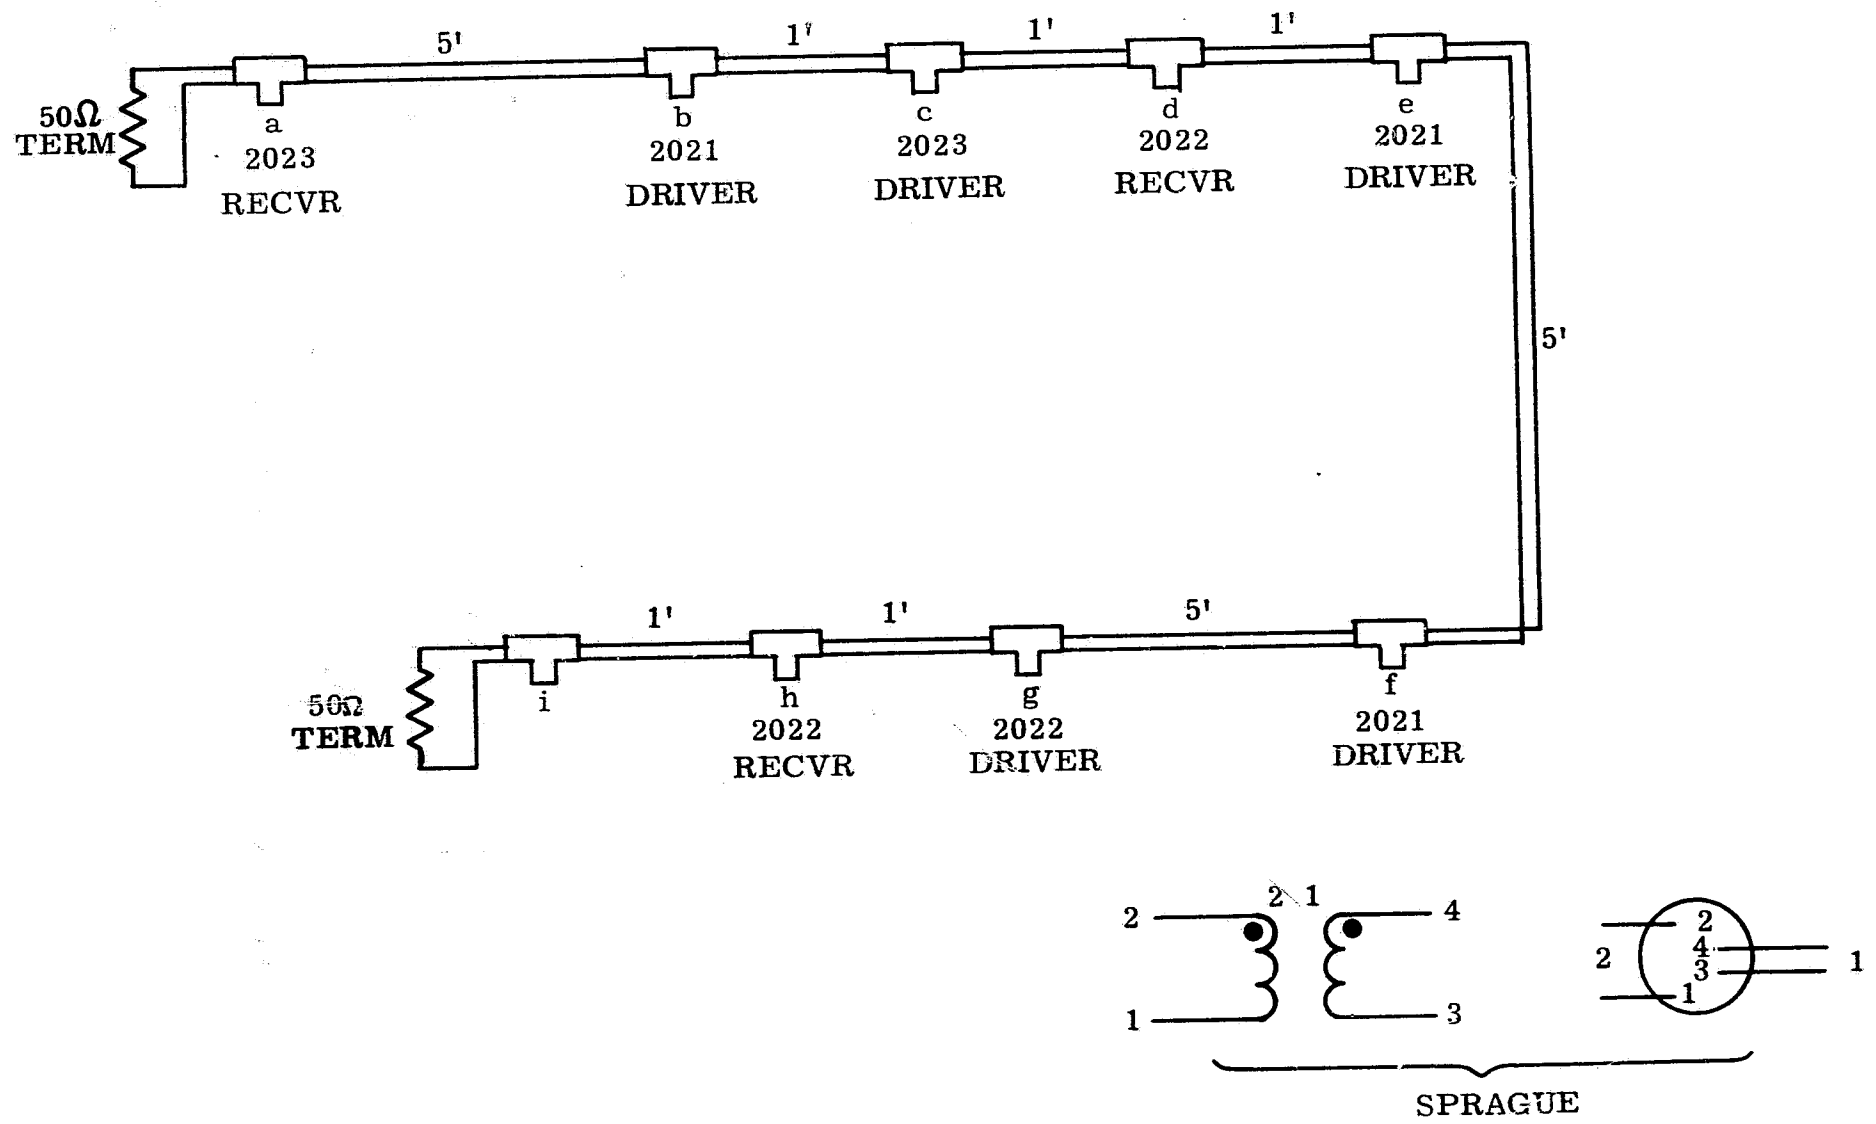 5' 1' 1' 1'
50Ω
TERM
a b c d e
2023 2021 2023 2022 2021
RECVR DRIVER DRIVER RECVR DRIVER
5'
1' 1' 5'
50Ω
TERM
i h g f
2022 2022 2021
RECVR DRIVER DRIVER
2 1
2 4
1 3
2
4
3
1
2 1
SPRAGUE